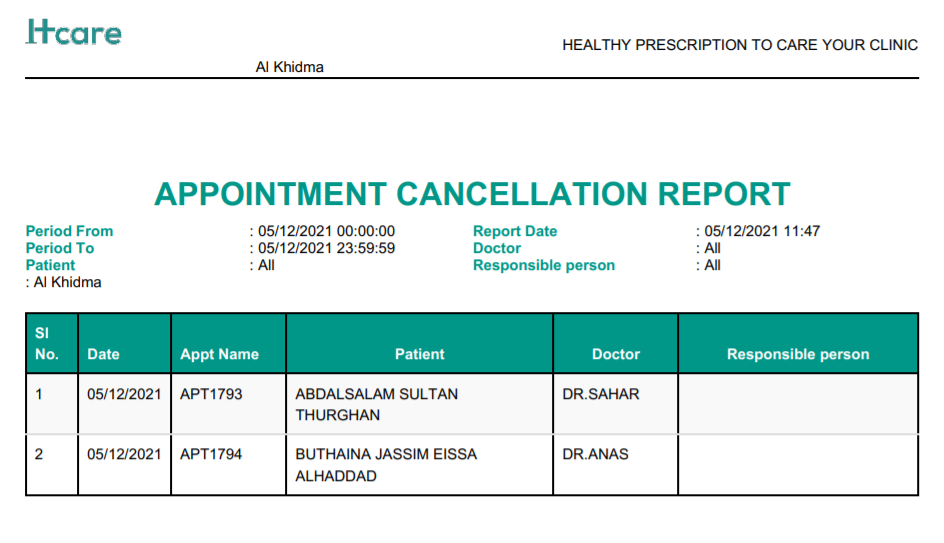 Htcare
HEALTHY PRESCRIPTION TO CARE YOUR CLINIC
Al Khidma
APPOINTMENT CANCELLATION REPORT
Period From : 05/12/2021 00:00:00 Report Date : 05/12/2021 11:47
Period To : 05/12/2021 23:59:59 Doctor : All
Patient : All Responsible person : All
: Al Khidma
Sl
No. Date Appt Name Patient Doctor Responsible person
1 05/12/2021 APT1793 ABDALSALAM SULTAN DR.SAHAR
THURGHAN
2 05/12/2021 APT1794 BUTHAINA JASSIM EISSA DR.ANAS
ALHADDAD